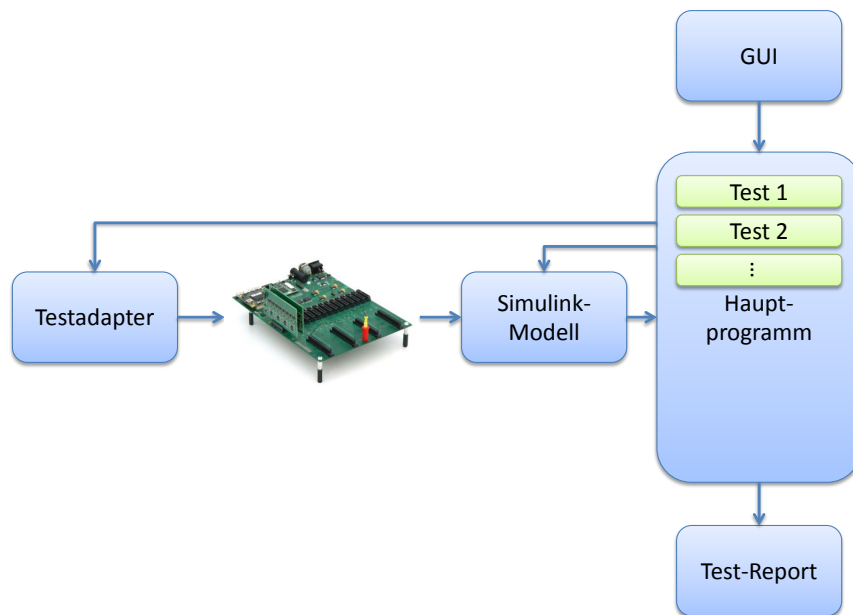 GUI
Test 1
Test 2
⋮
Haupt-
programm
Testadapter
Simulink-
Modell
Test-Report